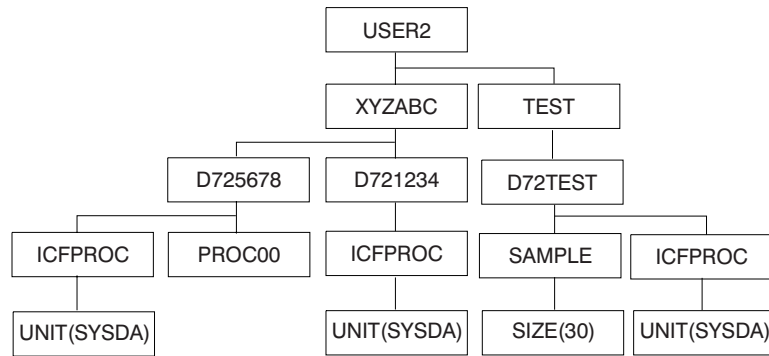 USER2
XYZABC TEST
D725678 D721234 D72TEST
ICFPROC PROC00 ICFPROC SAMPLE ICFPROC
UNIT(SYSDA) UNIT(SYSDA) SIZE(30) UNIT(SYSDA)